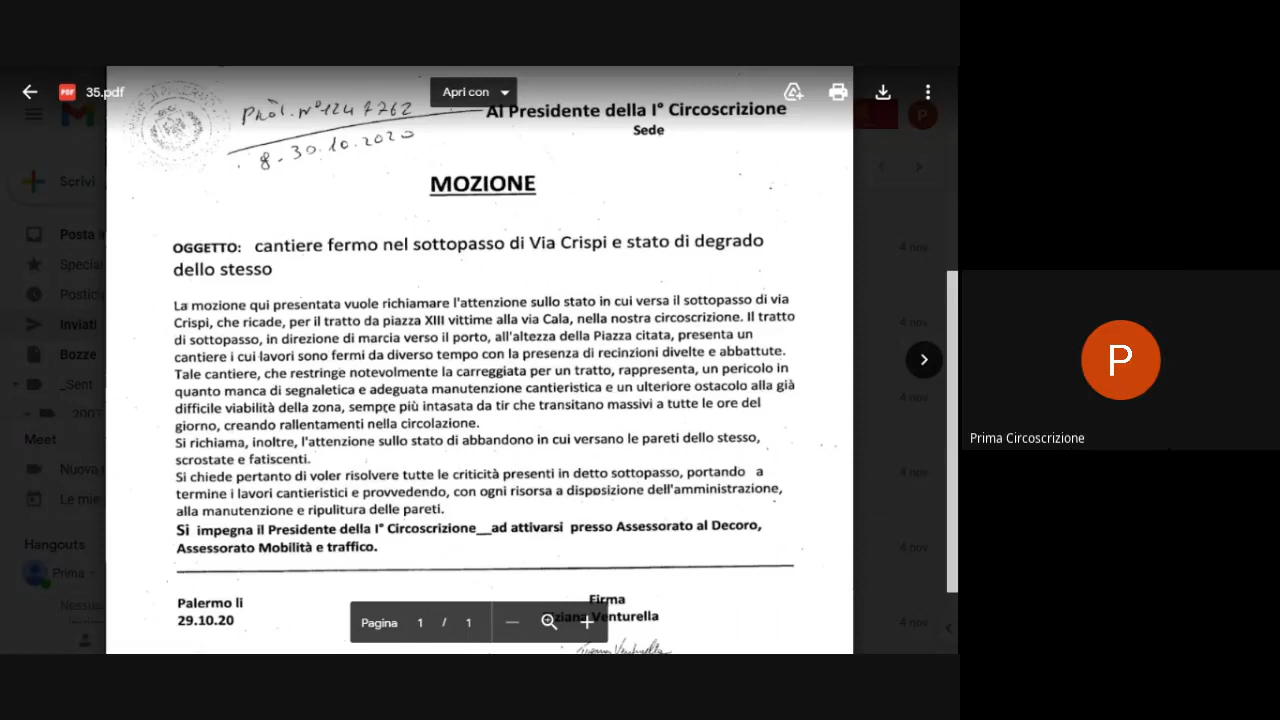 35.pdf
Apri con
Prot. n° 1247762
8 - 30.10.2020
Al Presidente della I° Circoscrizione
Sede
MOZIONE
OGGETTO: cantiere fermo nel sottopasso di Via Crispi e stato di degrado
dello stesso
La mozione qui presentata vuole richiamare l'attenzione sullo stato in cui versa il sottopasso di via
Crispi, che ricade, per il tratto da piazza XIII vittime alla via Cala, nella nostra circoscrizione. Il tratto
di sottopasso, in direzione di marcia verso il porto, all'altezza della Piazza citata, presenta un
cantiere i cui lavori sono fermi da diverso tempo con la presenza di recinzioni divelte e abbattute.
Tale cantiere, che restringe notevolmente la carreggiata per un tratto, rappresenta, un pericolo in
quanto manca di segnaletica e adeguata manutenzione cantieristica e un ulteriore ostacolo alla già
difficile viabilità della zona, sempre più intasata da tir che transitano massivi a tutte le ore del
giorno, creando rallentamenti nella circolazione.
Si richiama, inoltre, l'attenzione sullo stato di abbandono in cui versano le pareti dello stesso,
scrostate e fatiscenti.
Si chiede pertanto di voler risolvere tutte le criticità presenti in detto sottopasso, portando a
termine i lavori cantieristici e provvedendo, con ogni risorsa a disposizione dell'amministrazione,
alla manutenzione e ripulitura delle pareti.
Si impegna il Presidente della I° Circoscrizione__ad attivarsi presso Assessorato al Decoro,
Assessorato Mobilità e traffico.
Palermo li
29.10.20
Firma
Venturella
Pagina 1 / 1
Scrivi
Posta
Special
Postic
Inviati
Bozze
_Sent
Meet
Nuova
Le mie
Hangouts
Prima
4 nov
4 nov
4 nov
4 nov
4 nov
4 nov
P
P
Prima Circoscrizione